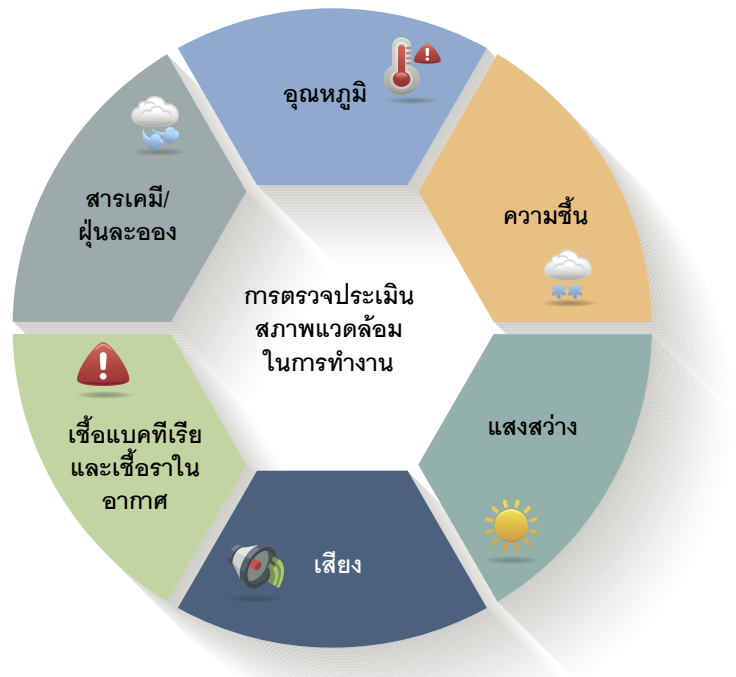 อุณหภูมิ
ความชื้น
แสงสว่าง
เสียง
เชื้อแบคทีเรีย
และเชื้อราใน
อากาศ
สารเคมี/
ฝุ่นละออง
การตรวจประเมิน
สภาพแวดล้อม
ในการทำงาน